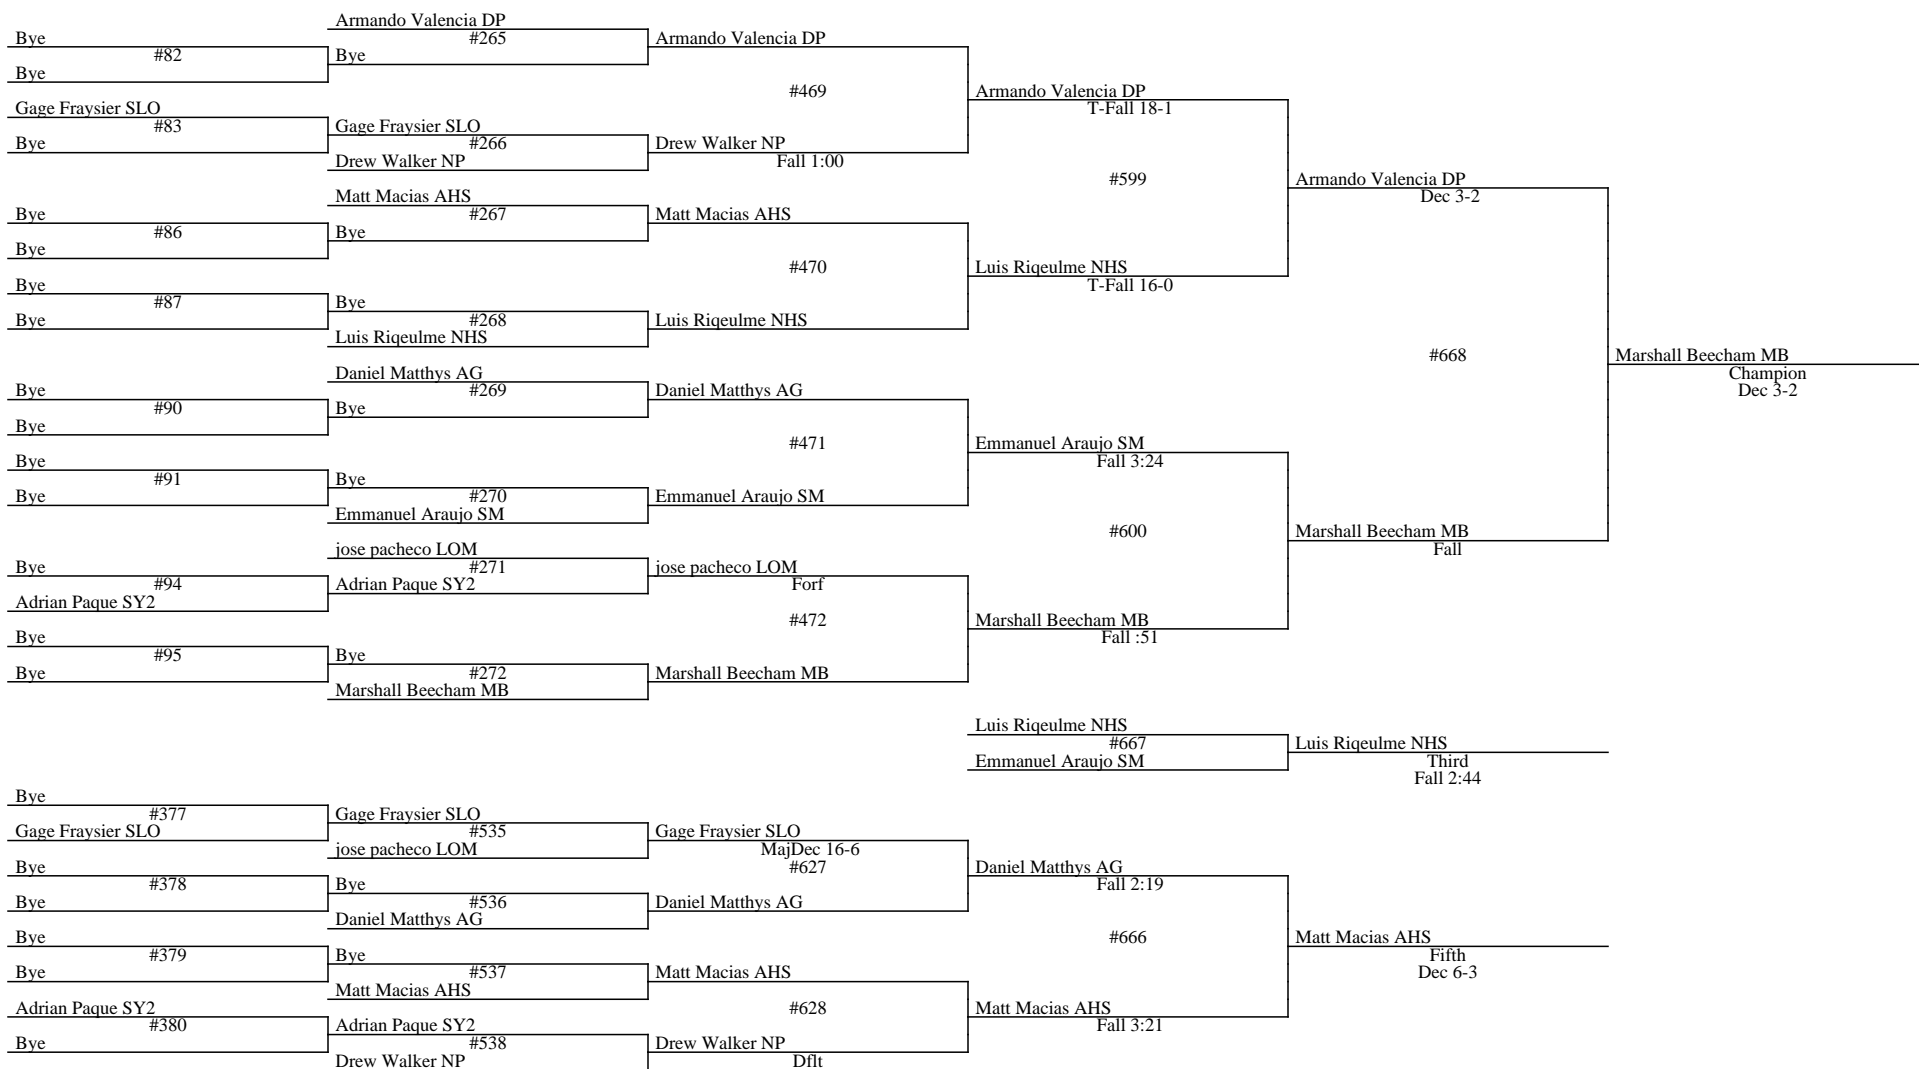 Armando Valencia DP
Bye #265 Armando Valencia DP
#82 Bye
Bye
#469 Armando Valencia DP
Gage Fraysier SLO T-Fall 18-1
#83 Gage Fraysier SLO
Bye #266 Drew Walker NP
Drew Walker NP Fall 1:00
#599 Armando Valencia DP
Matt Macias AHS Dec 3-2
Bye #267 Matt Macias AHS
#86 Bye
Bye
#470 Luis Riqeulme NHS
Bye T-Fall 16-0
#87 Bye
Bye #268 Luis Riqeulme NHS
Luis Riqeulme NHS
#668 Marshall Beecham MB
Daniel Matthys AG Champion
Bye #269 Daniel Matthys AG Dec 3-2
#90 Bye
Bye
#471 Emmanuel Araujo SM
Bye Fall 3:24
#91 Bye
Bye #270 Emmanuel Araujo SM
Emmanuel Araujo SM
#600 Marshall Beecham MB
jose pacheco LOM Fall
Bye #271 jose pacheco LOM
#94 Adrian Paque SY2 Forf
Adrian Paque SY2
#472 Marshall Beecham MB
Bye Fall :51
#95 Bye
Bye #272 Marshall Beecham MB
Marshall Beecham MB
Luis Riqeulme NHS
#667 Luis Riqeulme NHS
Emmanuel Araujo SM Third
Fall 2:44
Bye
#377 Gage Fraysier SLO
Gage Fraysier SLO #535 Gage Fraysier SLO
jose pacheco LOM MajDec 16-6
Bye #627 Daniel Matthys AG
#378 Bye Fall 2:19
Bye #536 Daniel Matthys AG
Daniel Matthys AG
Bye #666 Matt Macias AHS
#379 Bye Fifth
Bye #537 Matt Macias AHS Dec 6-3
Matt Macias AHS
Adrian Paque SY2 #628 Matt Macias AHS
#380 Adrian Paque SY2 Fall 3:21
Bye #538 Drew Walker NP
Drew Walker NP Dflt